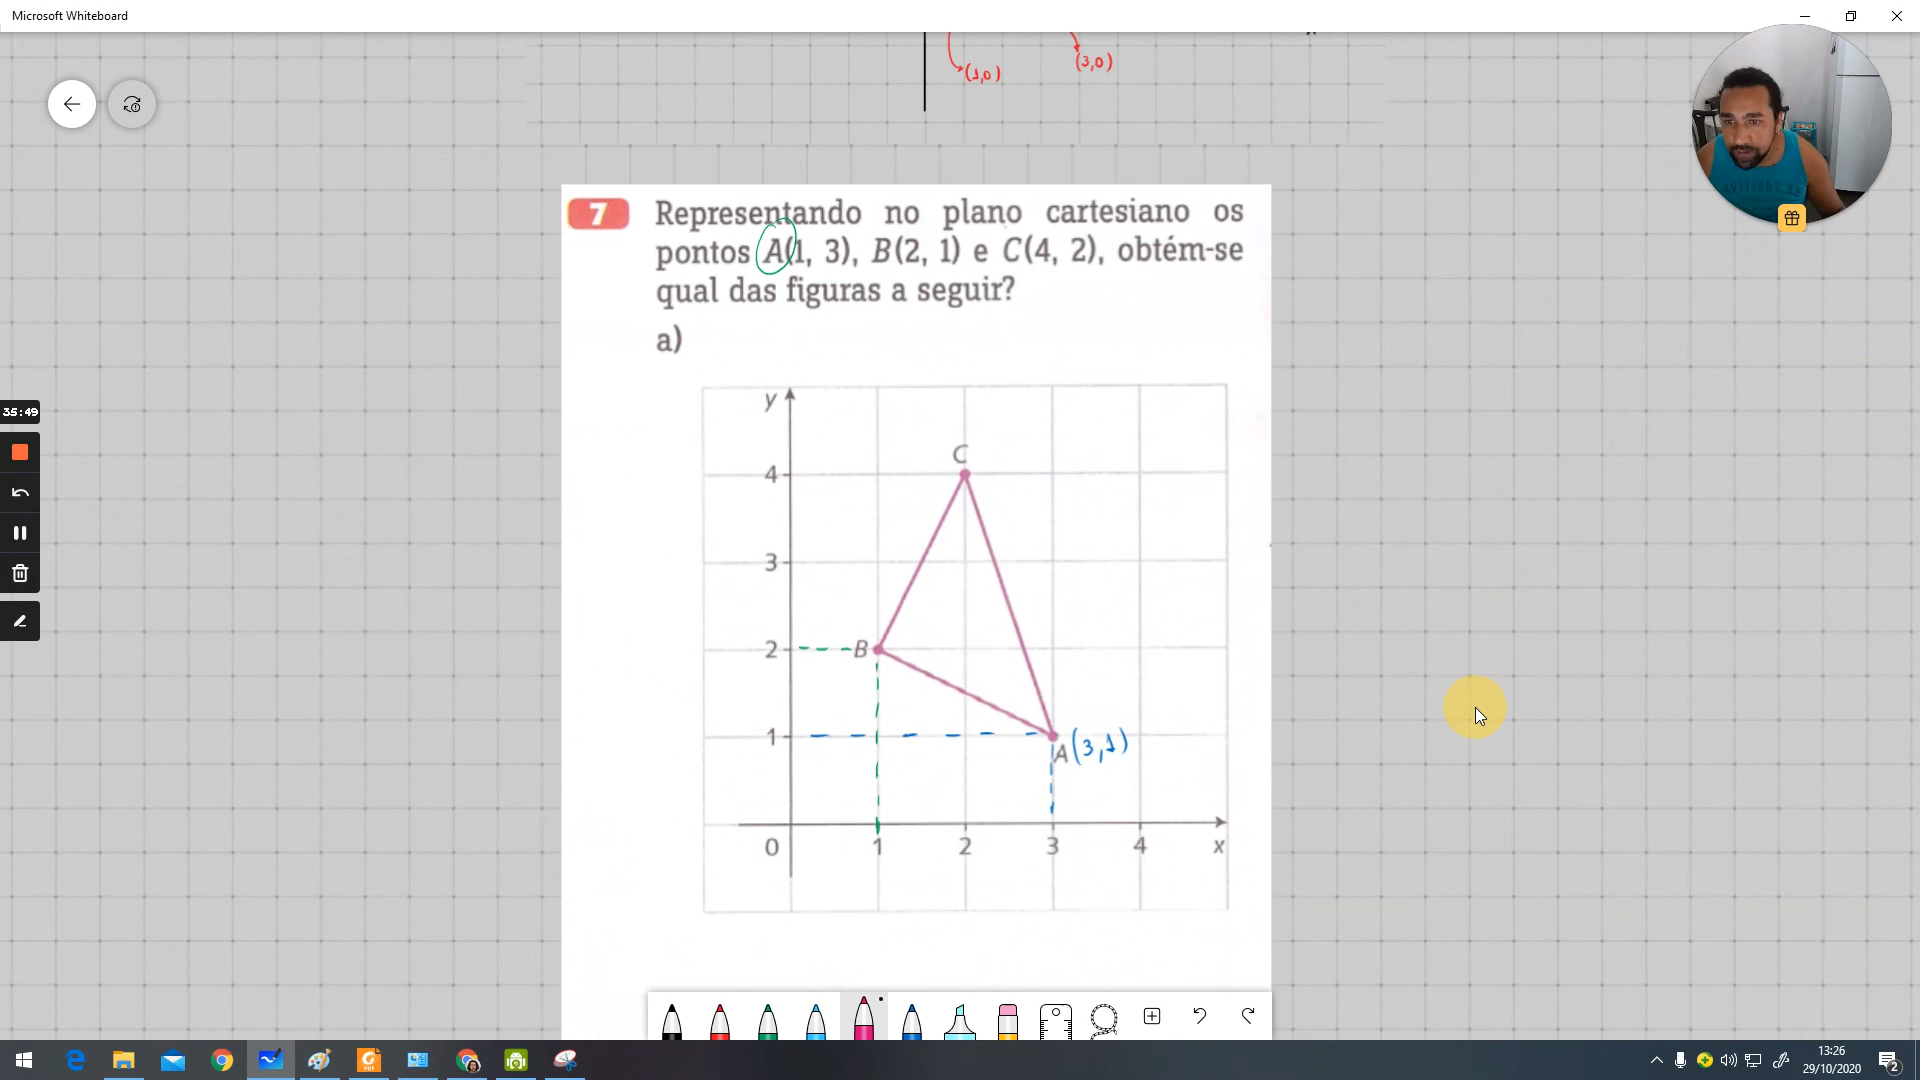 Microsoft Whiteboard
(1,0)
(3,0)
7 Representando no plano cartesiano os
pontos A(1, 3), B(2, 1) e C(4, 2), obtém-se
qual das figuras a seguir?
a)
35:49
y
C
4
3
2 B
1
A (3,1)
0 1 2 3 4 x
13:26
29/10/2020
2